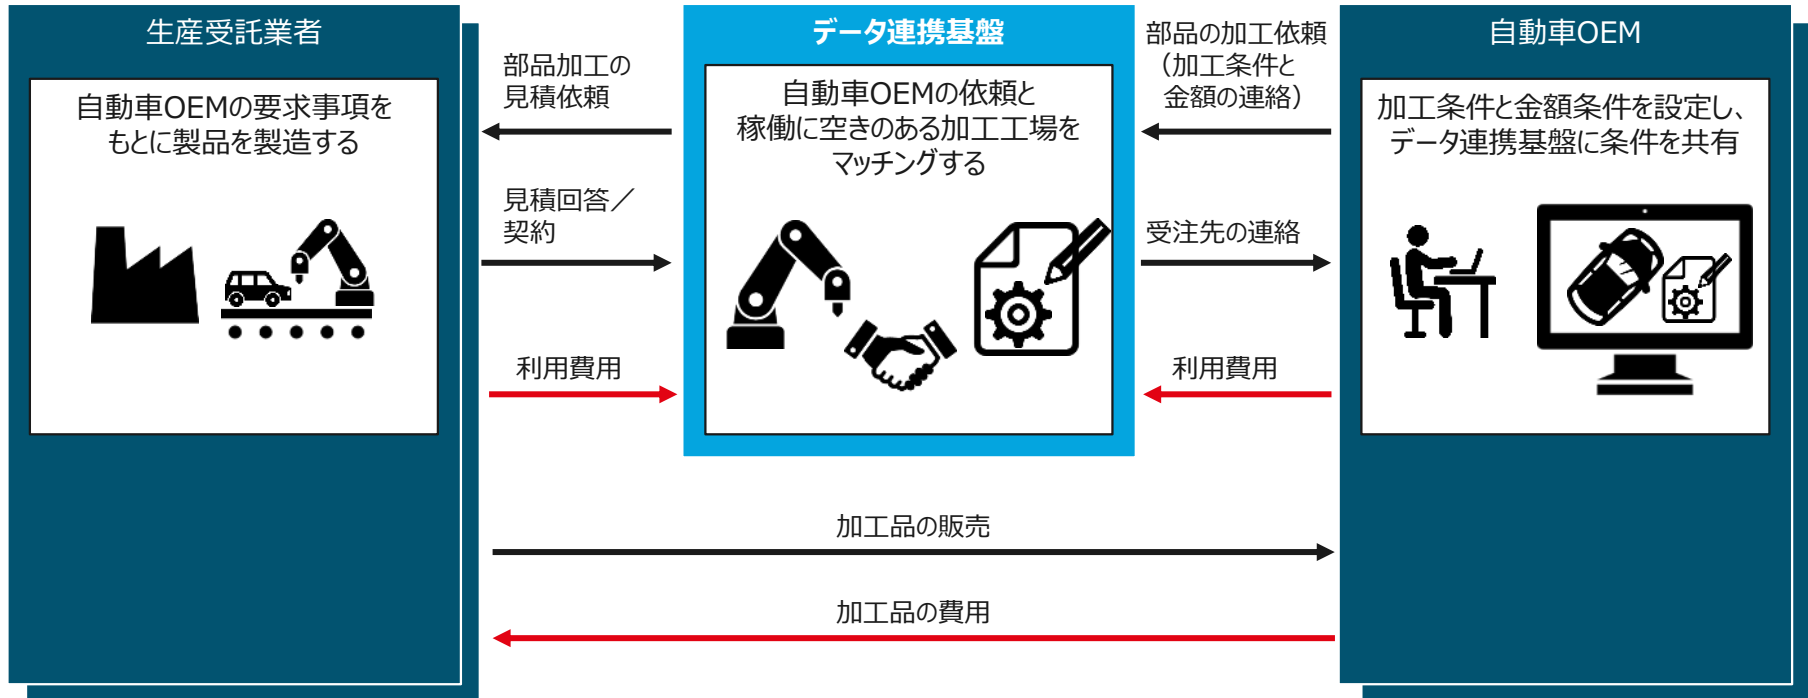 生産受託業者
自動車OEMの要求事項を
もとに製品を製造する
部品加工の
見積依頼
見積回答／
契約
利用費用
データ連携基盤
自動車OEMの依頼と
稼働に空きのある加工工場を
マッチングする
部品の加工依頼
（加工条件と
金額の連絡）
受注先の連絡
利用費用
自動車OEM
加工条件と金額条件を設定し、
データ連携基盤に条件を共有
加工品の販売
加工品の費用